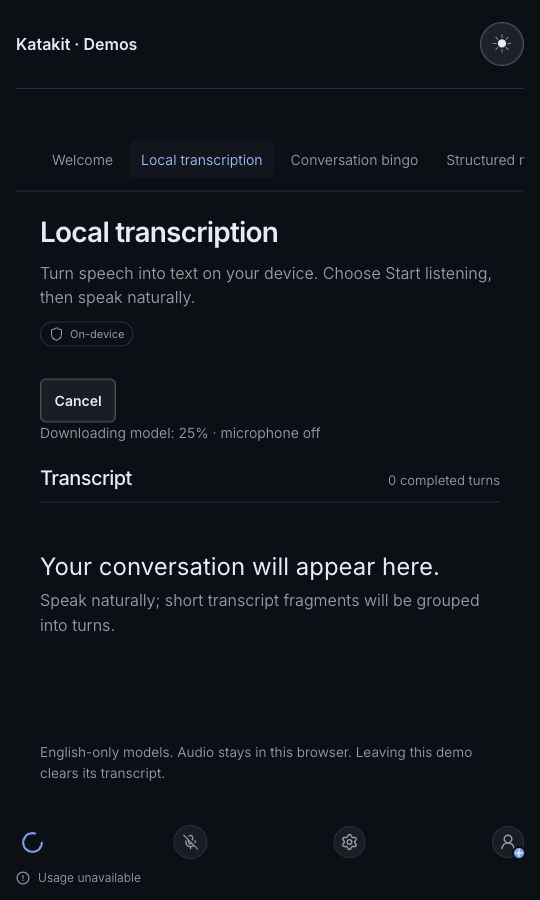 Katakit · Demos
Welcome
Local transcription
Conversation bingo
Structured r
Local transcription
Turn speech into text on your device. Choose Start listening,
then speak naturally.
On-device
Cancel
Downloading model: 25% · microphone off
Transcript
0 completed turns
Your conversation will appear here.
Speak naturally; short transcript fragments will be grouped
into turns.
English-only models. Audio stays in this browser. Leaving this demo
clears its transcript.
Usage unavailable